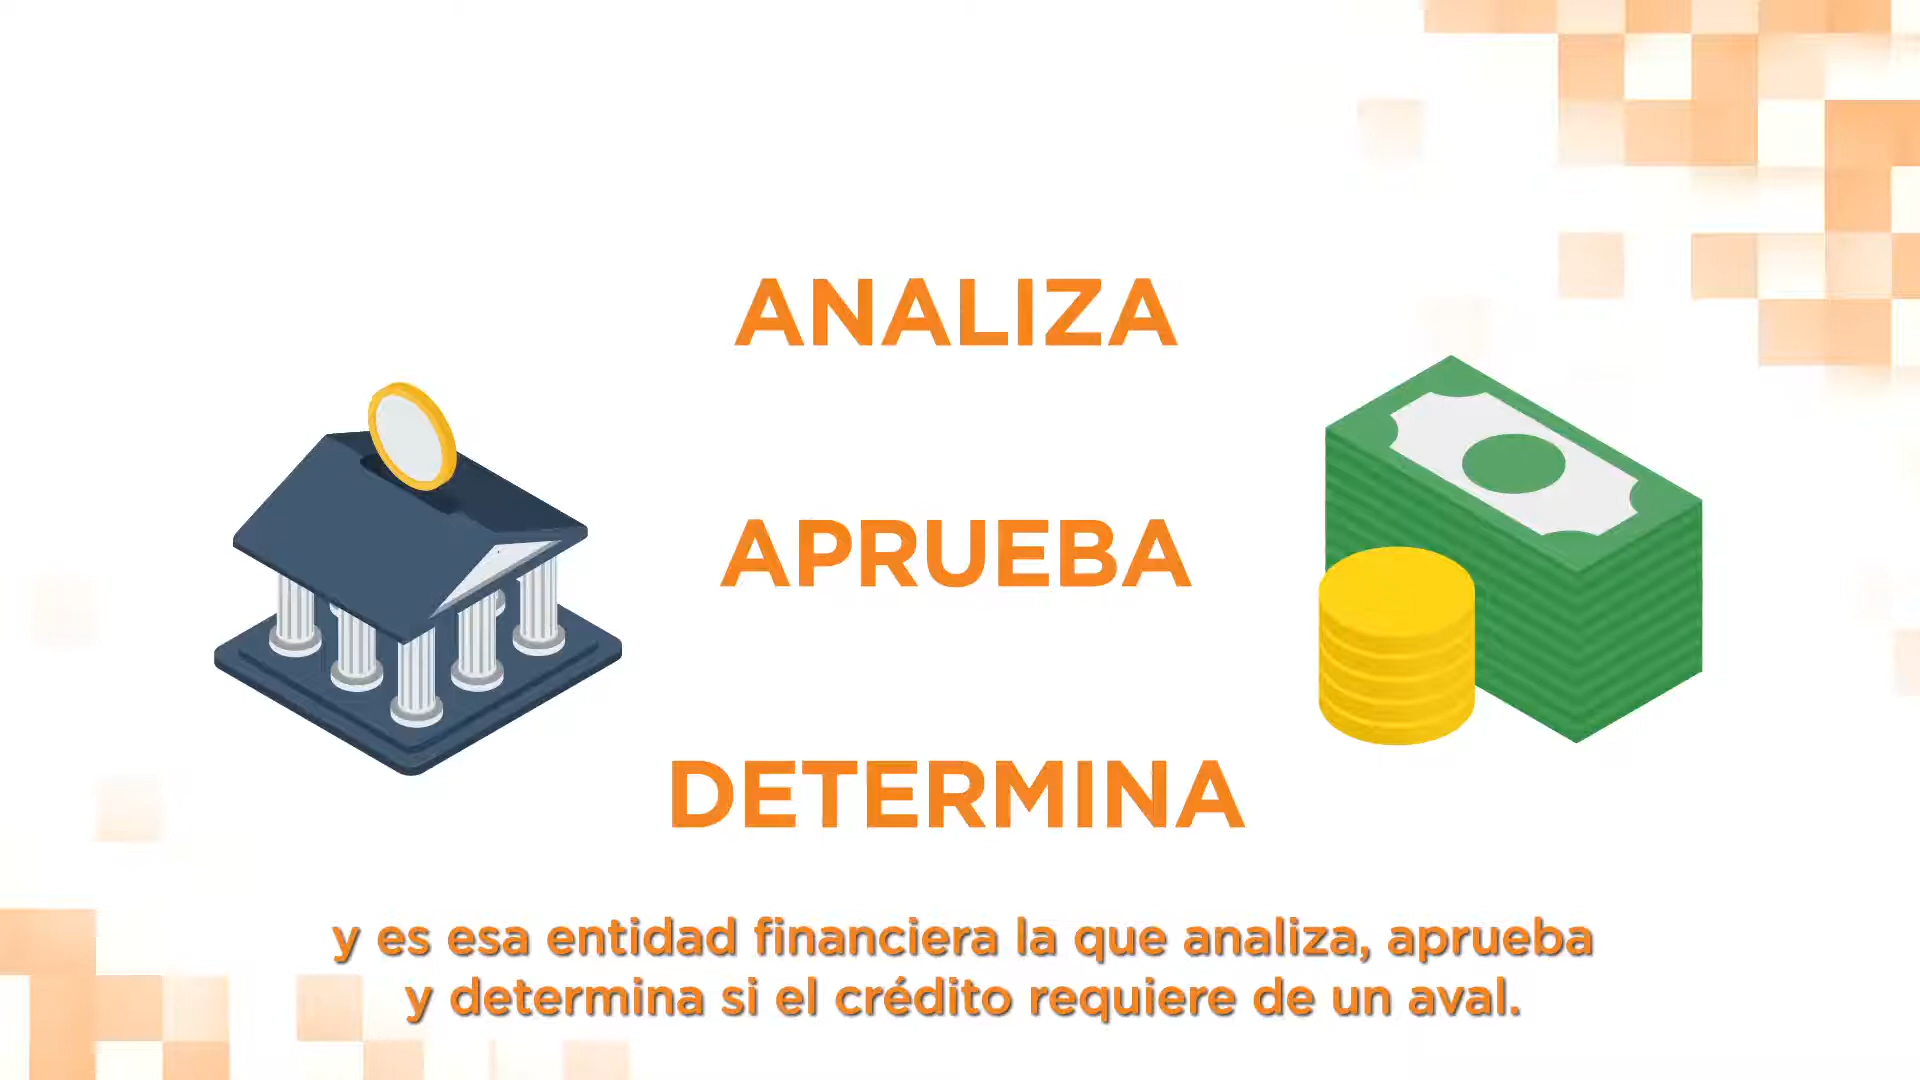 ANALIZA
APRUEBA
DETERMINA
y es esa entidad financiera la que analiza, aprueba
y determina si el crédito requiere de un aval.